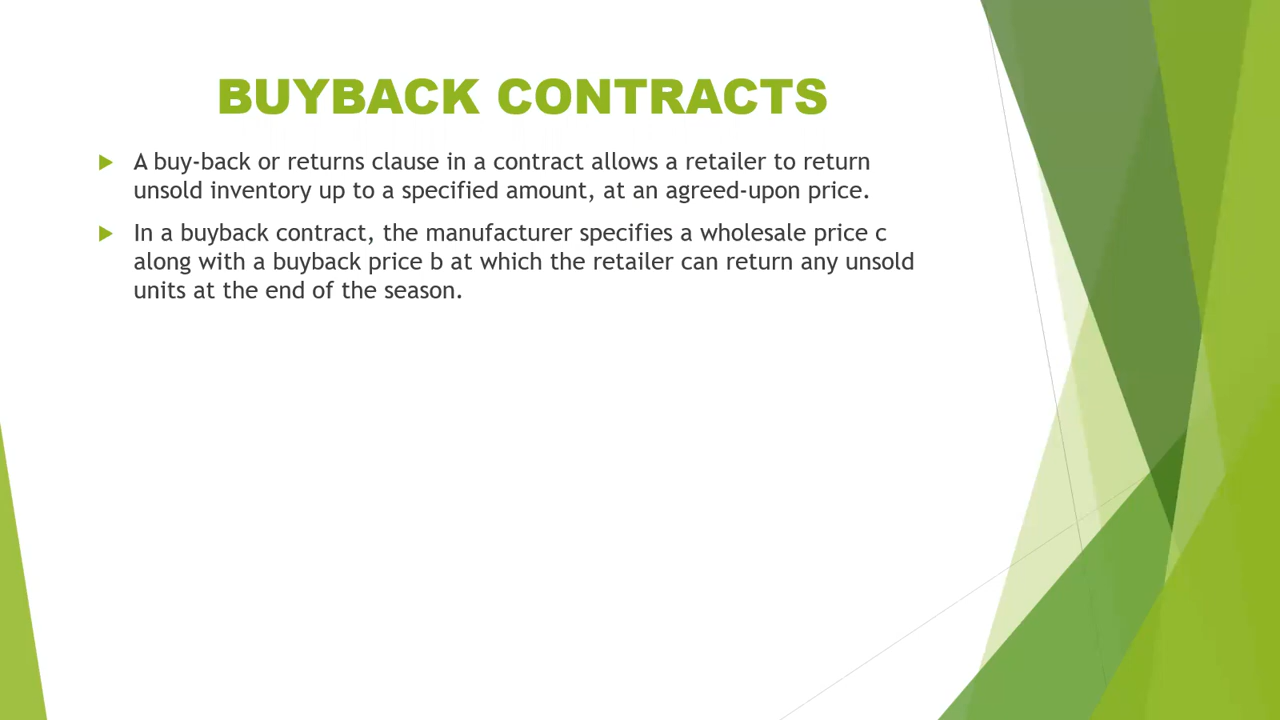 BUYBACK CONTRACTS
A buy-back or returns clause in a contract allows a retailer to return
unsold inventory up to a specified amount, at an agreed-upon price.
In a buyback contract, the manufacturer specifies a wholesale price c
along with a buyback price b at which the retailer can return any unsold
units at the end of the season.